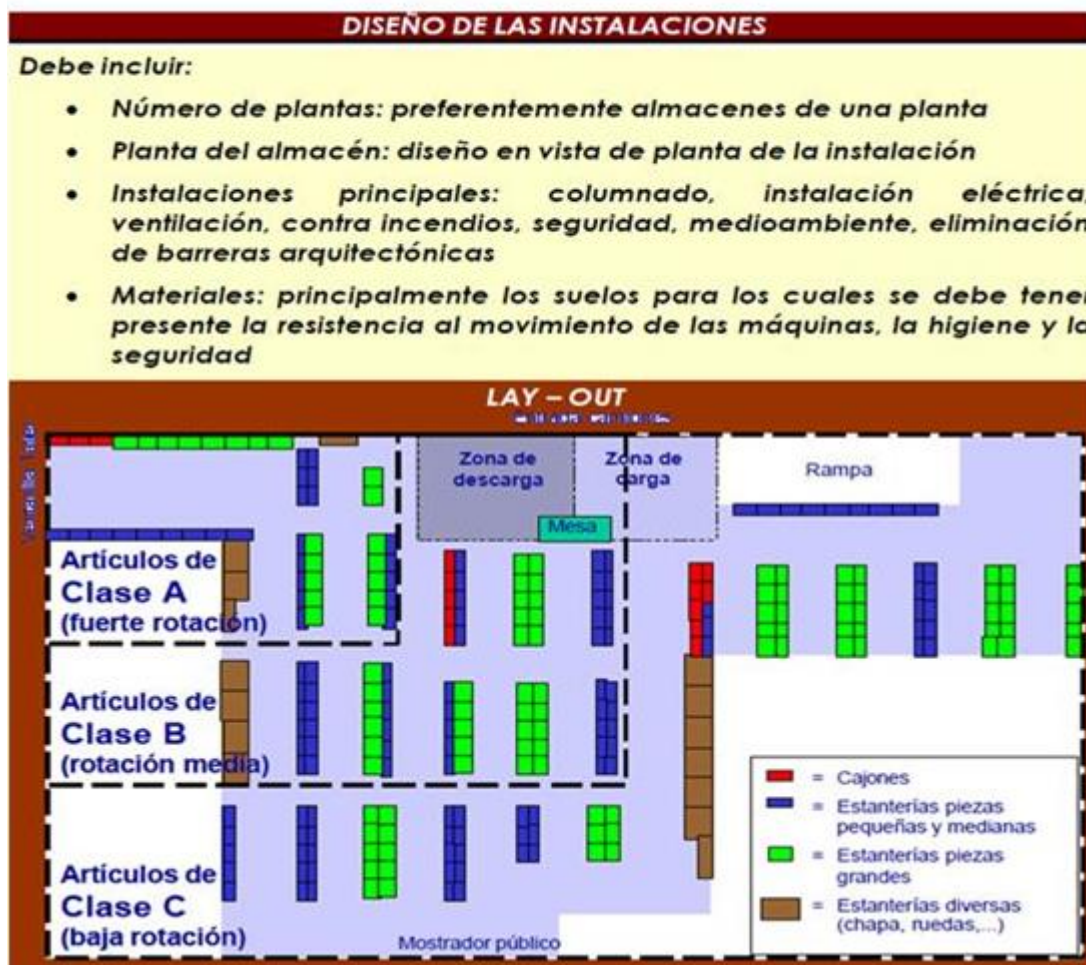 DISEÑO DE LAS INSTALACIONES
Debe incluir:
• Número de plantas: preferentemente almacenes de una planta
• Planta del almacén: diseño en vista de planta de la instalación
• Instalaciones principales: columnado, instalación eléctrica,
ventilación, contra incendios, seguridad, medioambiente, eliminación
de barreras arquitectónicas
• Materiales: principalmente los suelos para los cuales se debe tener
presente la resistencia al movimiento de las máquinas, la higiene y la
seguridad
LAY – OUT
Zona de
descarga
Zona de
carga
Rampa
Mesa
Artículos de
Clase A
(fuerte rotación)
Artículos de
Clase B
(rotación media)
Artículos de
Clase C
(baja rotación)
Mostrador público
= Cajones
= Estanterías piezas
pequeñas y medianas
= Estanterías piezas
grandes
= Estanterías diversas
(chapa, ruedas,...)